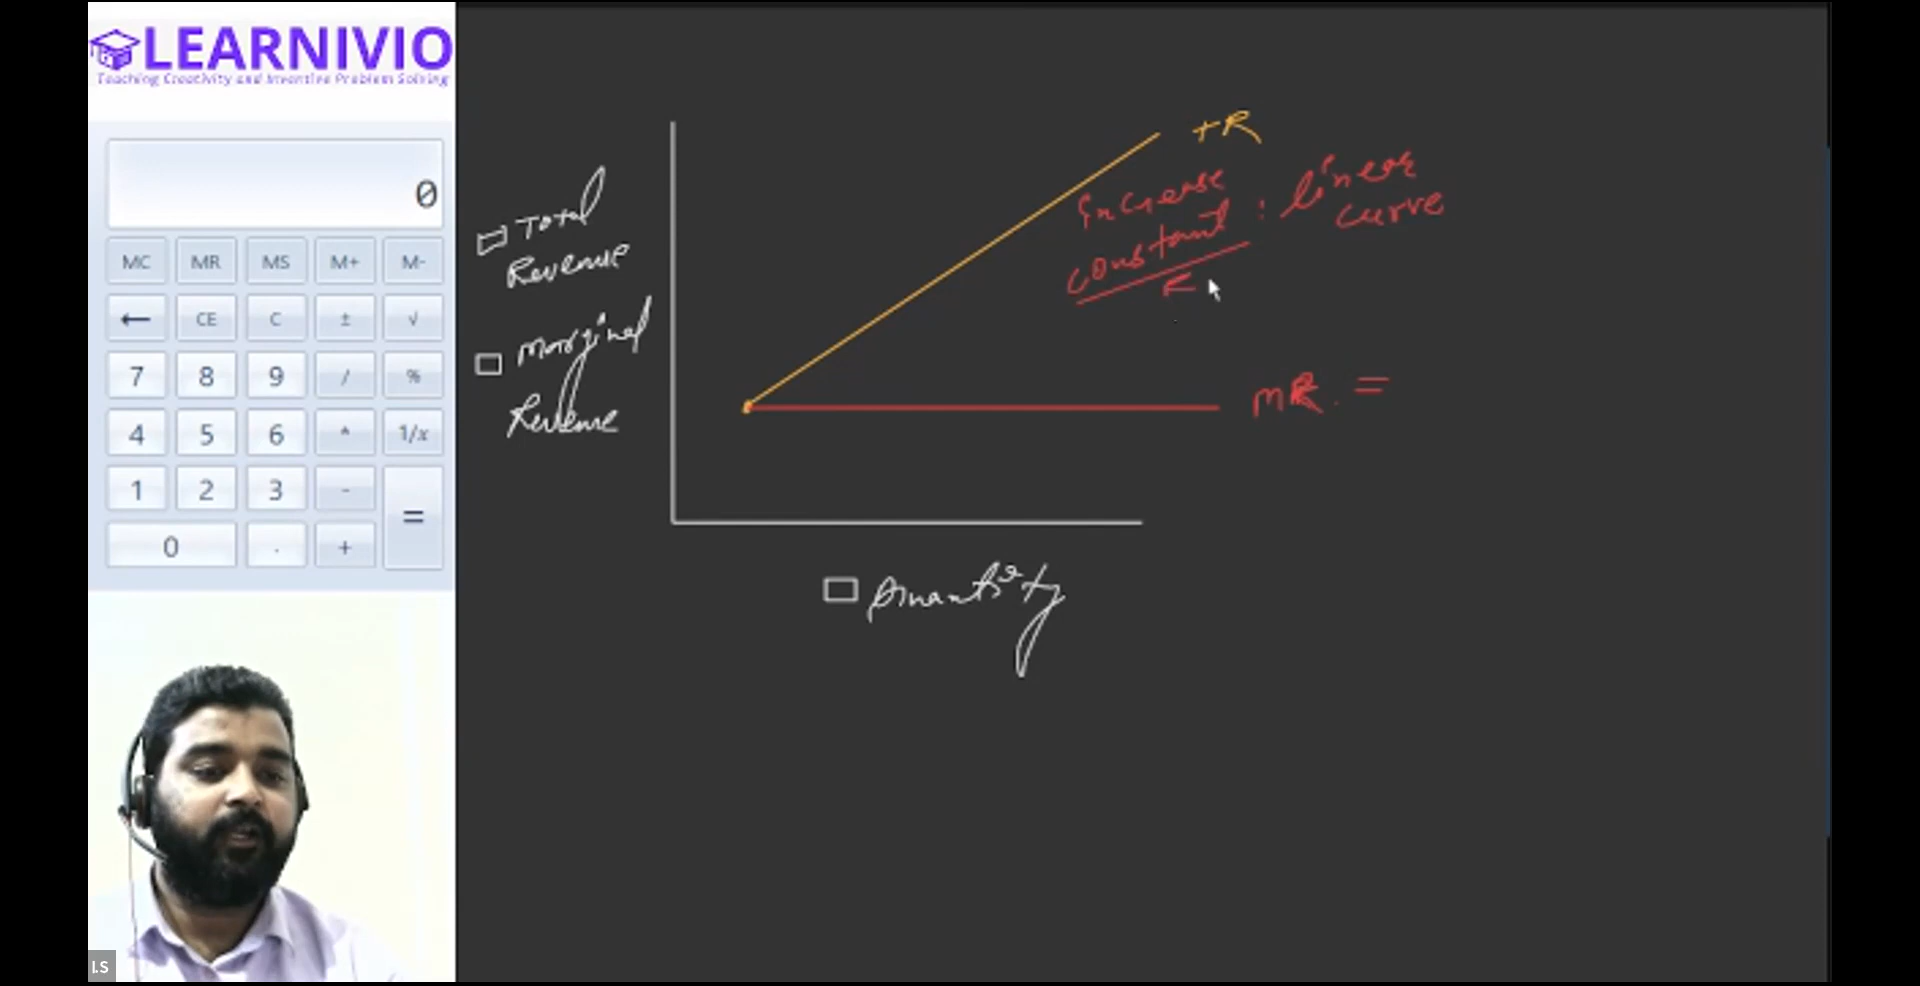 LEARNIVIO
Teaching Creativity and Inventive Problem Solving
0
MC MR MS M+ M-
← CE C ± √
7 8 9 / %
4 5 6 * 1/x
1 2 3 - =
0 . +
I.S
Total
Revenue
Marginal
Revenue
TR
increase
constant : linear
curve
MR. =
Quantity